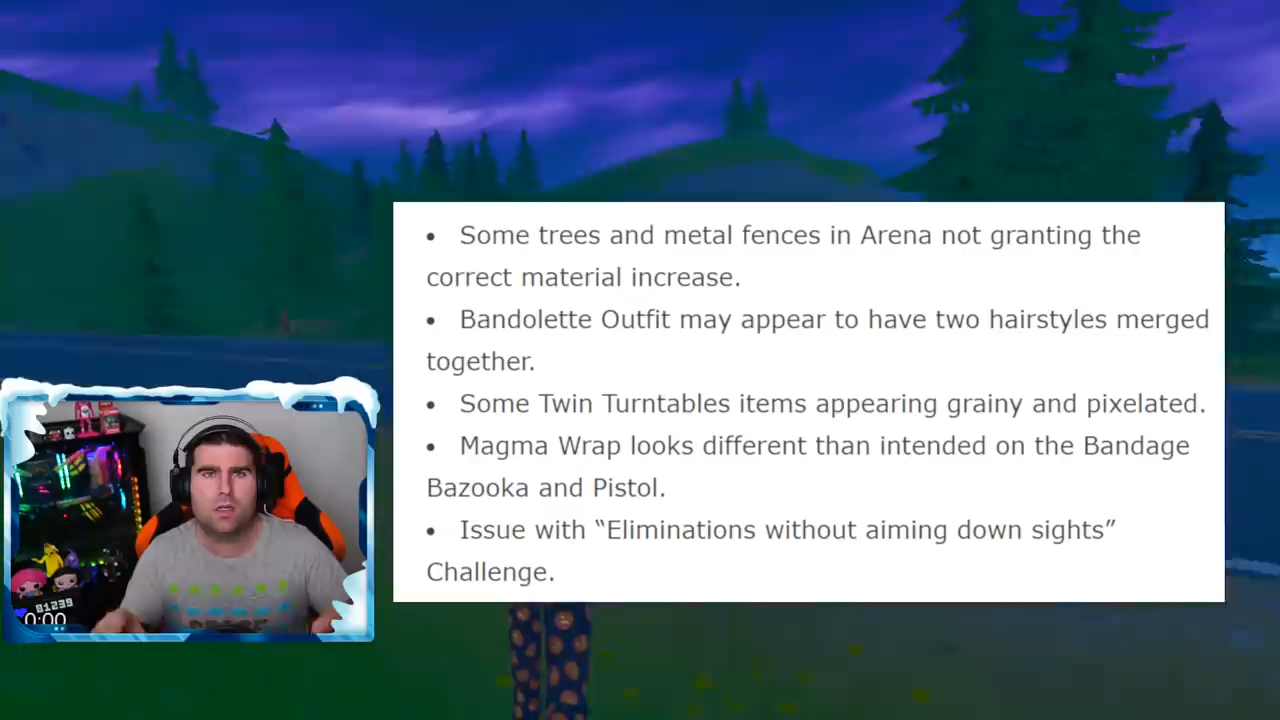 • Some trees and metal fences in Arena not granting the
correct material increase.
• Bandolette Outfit may appear to have two hairstyles merged
together.
• Some Twin Turntables items appearing grainy and pixelated.
• Magma Wrap looks different than intended on the Bandage
Bazooka and Pistol.
• Issue with “Eliminations without aiming down sights”
Challenge.
81239
0:00